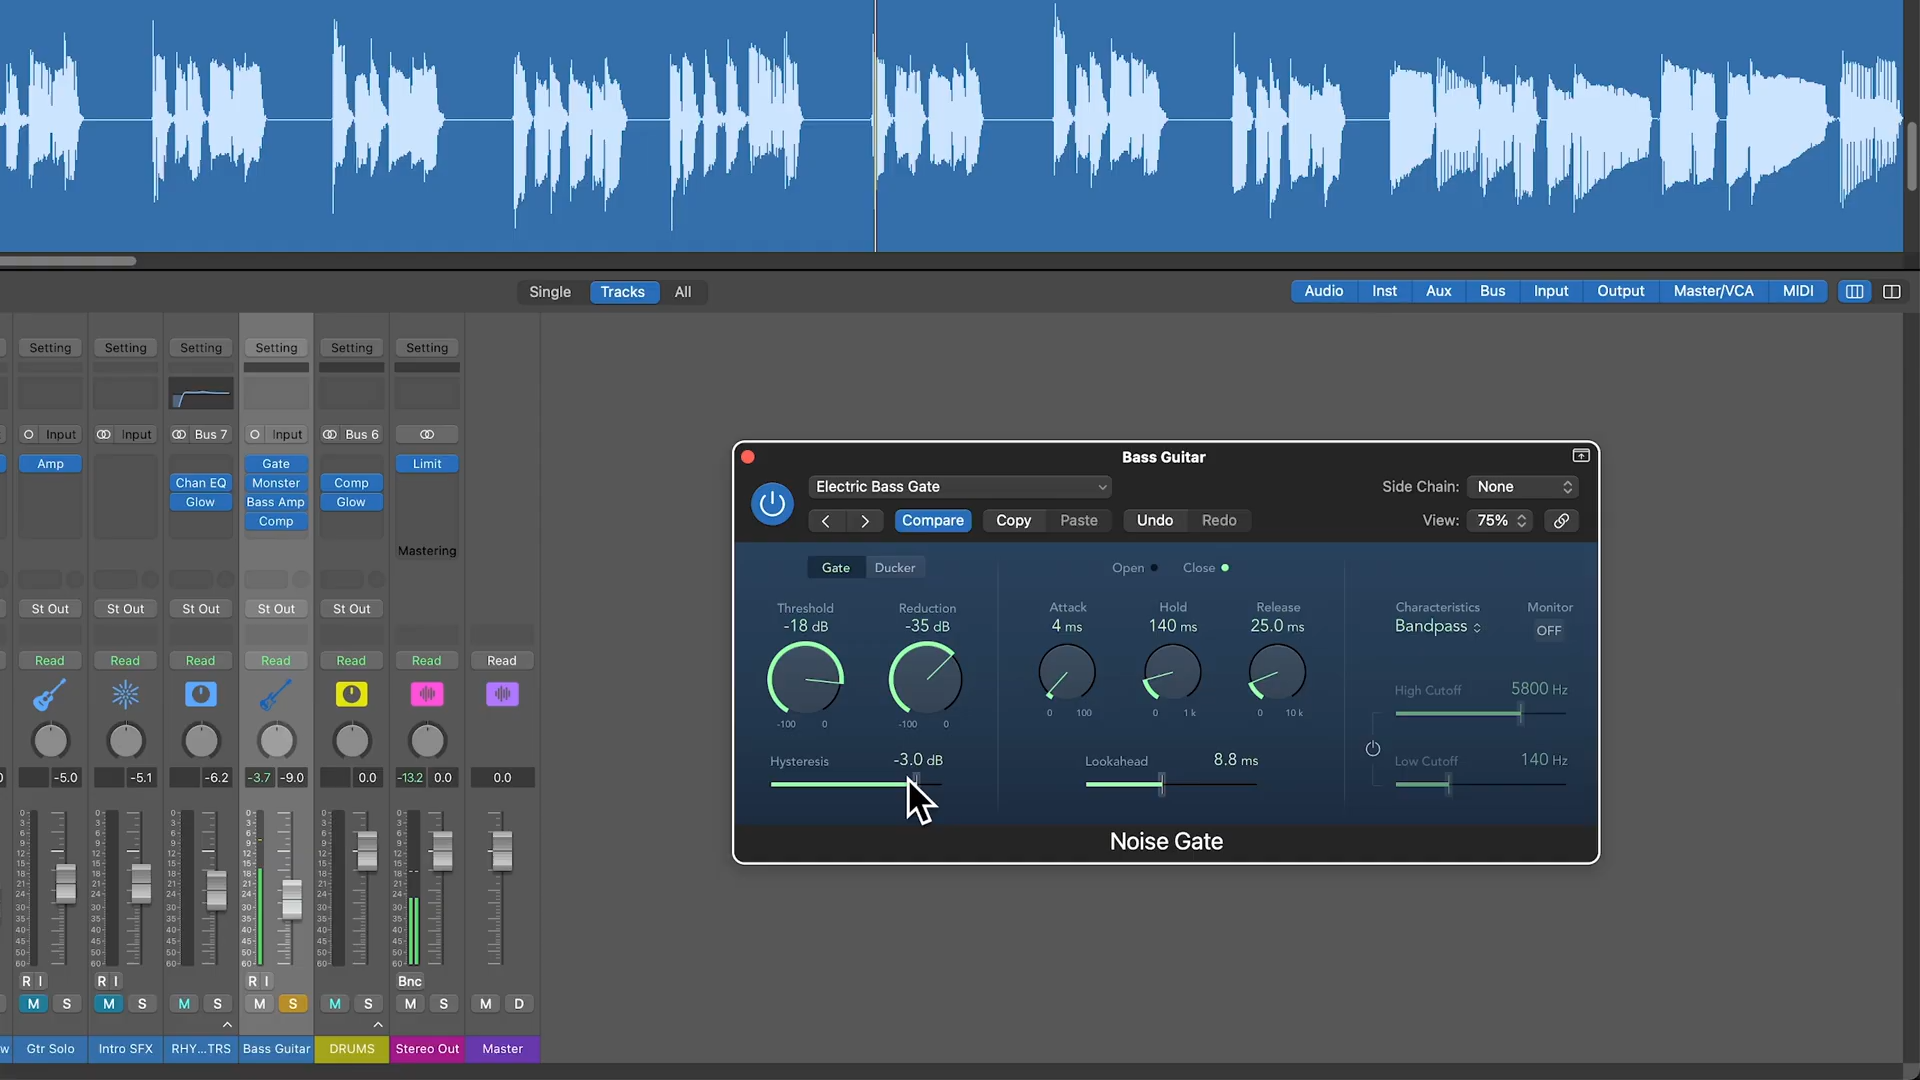 Single Tracks All
Audio Inst Aux Bus Input Output Master/VCA MIDI
Setting Setting Setting Setting Setting Setting
Input Input Bus 7 Input Bus 6
Amp Gate Limit
Chan EQ Monster Comp
Glow Bass Amp Glow
Comp
Mastering
St Out St Out St Out St Out St Out
Read Read Read Read Read Read Read
-5.0 -5.1 -6.2 -3.7 -9.0 0.0 -13.2 0.0 0.0
R I R I R I Bnc
M S M S M S M S M S M S M D
w Gtr Solo Intro SFX RHY...TRS Bass Guitar DRUMS Stereo Out Master
Bass Guitar
Electric Bass Gate
Side Chain: None
Compare Copy Paste Undo Redo
View: 75%
Gate Ducker
Open Close
Threshold Reduction Attack Hold Release Characteristics Monitor
-18 dB -35 dB 4 ms 140 ms 25.0 ms Bandpass OFF
High Cutoff 5800 Hz
-100 0 -100 0 0 100 0 1 k 0 10 k
Hysteresis -3.0 dB Lookahead 8.8 ms Low Cutoff 140 Hz
Noise Gate